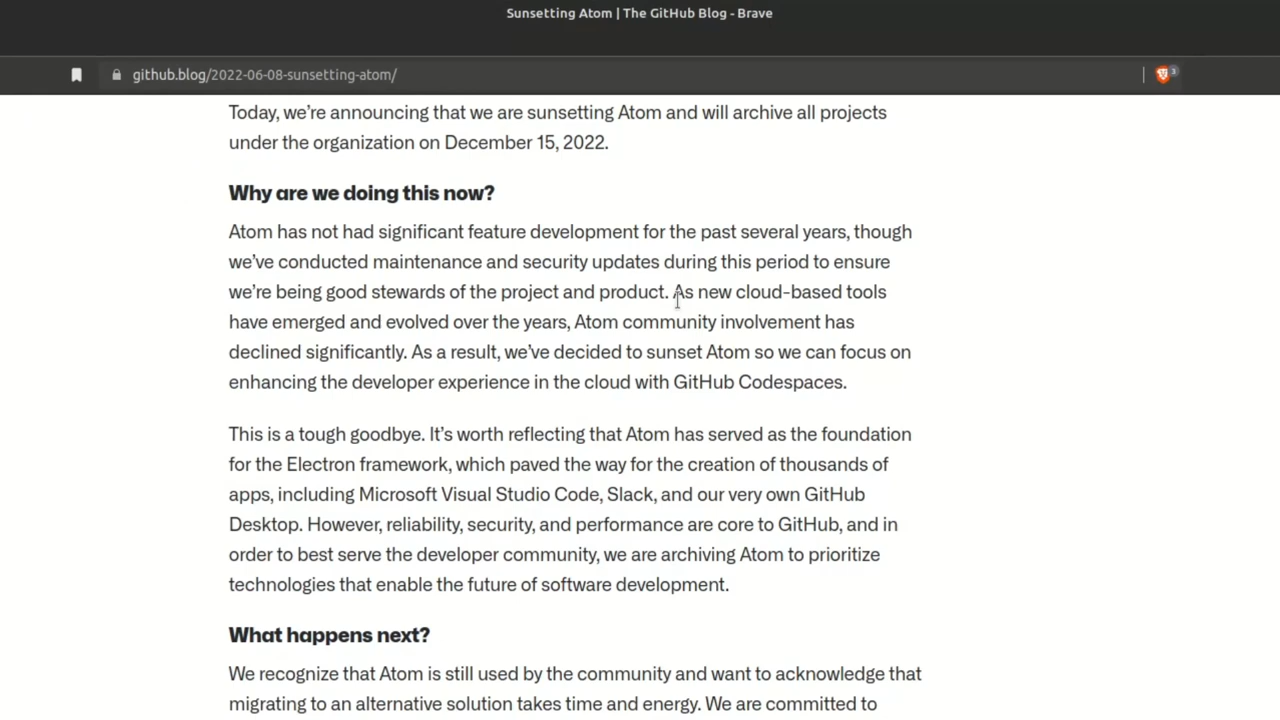 Sunsetting Atom | The GitHub Blog - Brave
github.blog/2022-06-08-sunsetting-atom/
3
Today, we’re announcing that we are sunsetting Atom and will archive all projects
under the organization on December 15, 2022.
Why are we doing this now?
Atom has not had significant feature development for the past several years, though
we’ve conducted maintenance and security updates during this period to ensure
we’re being good stewards of the project and product. As new cloud-based tools
have emerged and evolved over the years, Atom community involvement has
declined significantly. As a result, we’ve decided to sunset Atom so we can focus on
enhancing the developer experience in the cloud with GitHub Codespaces.
This is a tough goodbye. It’s worth reflecting that Atom has served as the foundation
for the Electron framework, which paved the way for the creation of thousands of
apps, including Microsoft Visual Studio Code, Slack, and our very own GitHub
Desktop. However, reliability, security, and performance are core to GitHub, and in
order to best serve the developer community, we are archiving Atom to prioritize
technologies that enable the future of software development.
What happens next?
We recognize that Atom is still used by the community and want to acknowledge that
migrating to an alternative solution takes time and energy. We are committed to